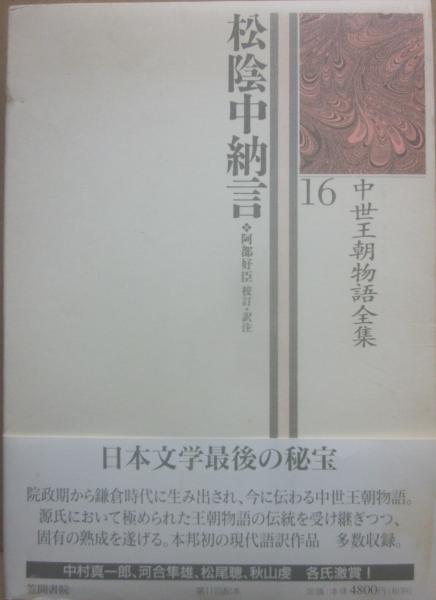 中世王朝物語全集
16
松陰中納言
阿部好臣 校訂・訳注
日本文学最後の秘宝
院政期から鎌倉時代に生み出され、今に伝わる中世王朝物語。
源氏において極められた王朝物語の伝統を受け継ぎつつ、
固有の熟成を遂げる。本邦初の現代語訳作品 多数収録。
中村真一郎、河合隼雄、松尾聰、秋山虔 各氏激賞!
笠間書院
第11回配本
定価:本体4800円(税別)